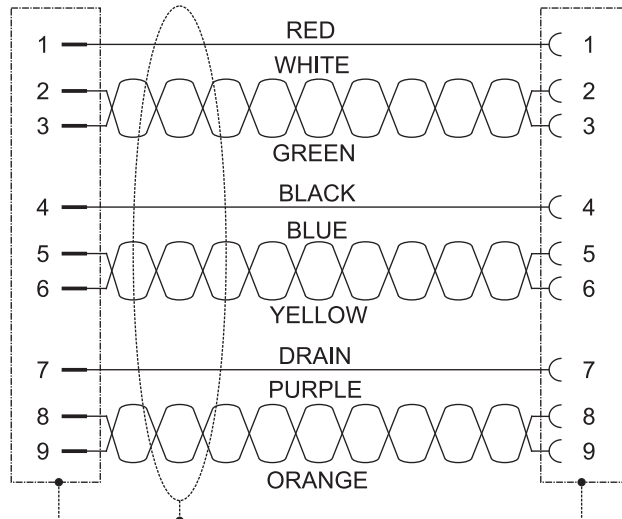 RED
1 1
WHITE
2 2
3 3
GREEN
BLACK
4 4
BLUE
5 5
6 6
YELLOW
DRAIN
7 7
PURPLE
8 8
9 9
ORANGE